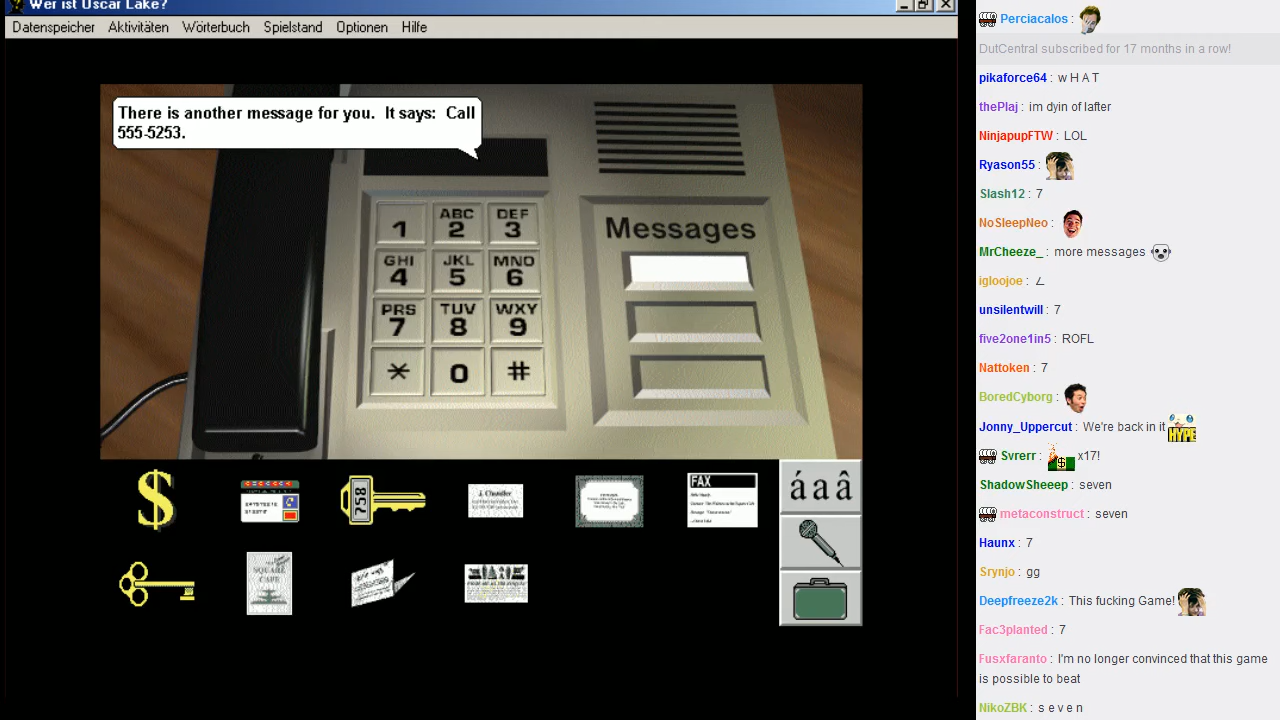 Wer ist Oscar Lake?
Datenspeicher Aktivitäten Wörterbuch Spielstand Optionen Hilfe
There is another message for you. It says: Call
555-5253.
1 ABC 2 DEF 3
GHI 4 JKL 5 MNO 6
PRS 7 TUV 8 WXY 9
* 0 #
Messages
$
758
J. Chandler
FAX
á a â
SQUARE
CAFE
Perciacalos :
DutCentral subscribed for 17 months in a row!
pikaforce64 : w H A T
thePlaj : im dyin of lafter
NinjapupFTW : LOL
Ryason55 :
Slash12 : 7
NoSleepNeo :
MrCheeze_ : more messages
igloojoe : ∠
unsilentwill : 7
five2one1in5 : ROFL
Nattoken : 7
BoredCyborg :
Jonny_Uppercut : We're back in it HYPE
Svrerr : x17!
ShadowSheeep : seven
metaconstruct : seven
Haunx : 7
Srynjo : gg
Deepfreeze2k : This fucking Game!
Fac3planted : 7
Fusxfaranto : I'm no longer convinced that this game
is possible to beat
NikoZBK : s e v e n